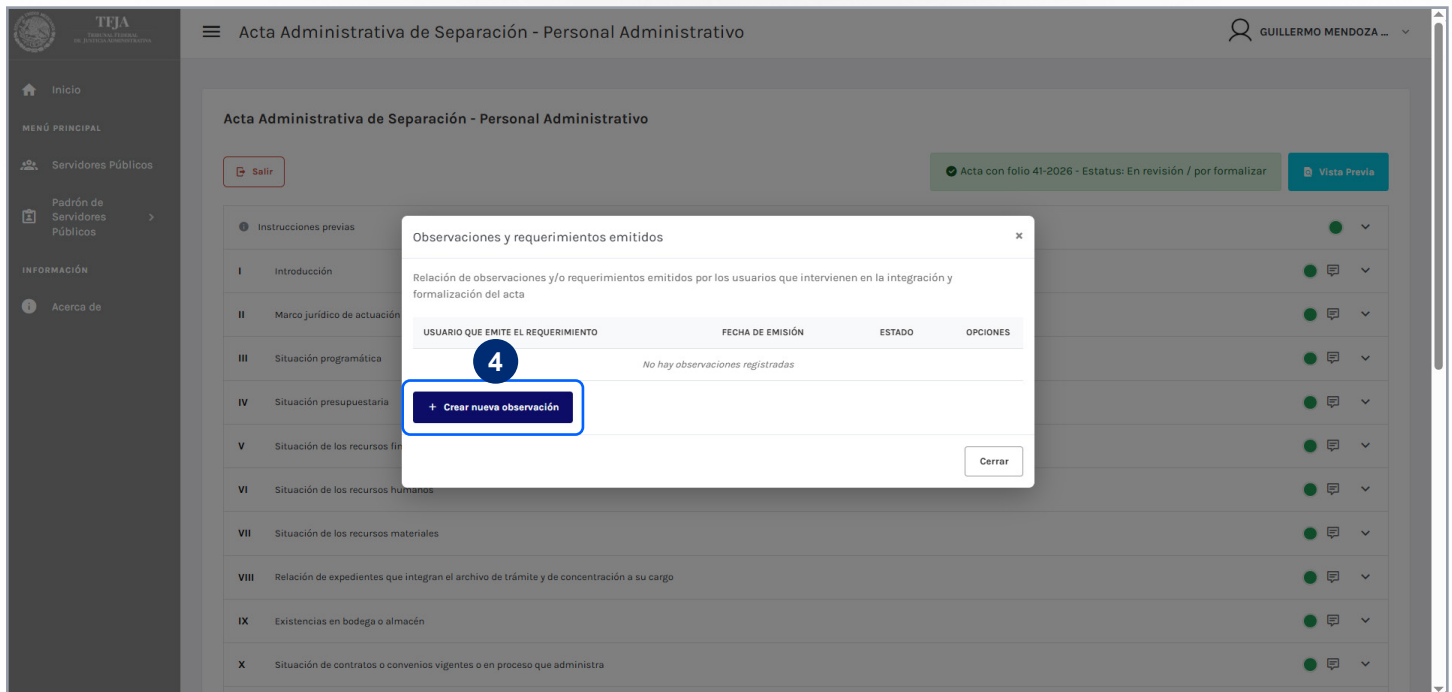 TFJA
TRIBUNAL FEDERAL
DE JUSTICIA ADMINISTRATIVA
Acta Administrativa de Separación - Personal Administrativo
GUILLERMO MENDOZA ...
Inicio
MENÚ PRINCIPAL
Servidores Públicos
Padrón de
Servidores
Públicos
INFORMACIÓN
Acerca de
Acta Administrativa de Separación - Personal Administrativo
Salir
Acta con folio 41-2026 - Estatus: En revisión / por formalizar
Vista Previa
Instrucciones previas
I Introducción
II Marco jurídico de actuación
III Situación programática
IV Situación presupuestaria
V Situación de los recursos fin
VI Situación de los recursos humanos
VII Situación de los recursos materiales
VIII Relación de expedientes que integran el archivo de trámite y de concentración a su cargo
IX Existencias en bodega o almacén
X Situación de contratos o convenios vigentes o en proceso que administra
Observaciones y requerimientos emitidos
×
Relación de observaciones y/o requerimientos emitidos por los usuarios que intervienen en la integración y
formalización del acta
USUARIO QUE EMITE EL REQUERIMIENTO FECHA DE EMISIÓN ESTADO OPCIONES
No hay observaciones registradas
4
+ Crear nueva observación
Cerrar